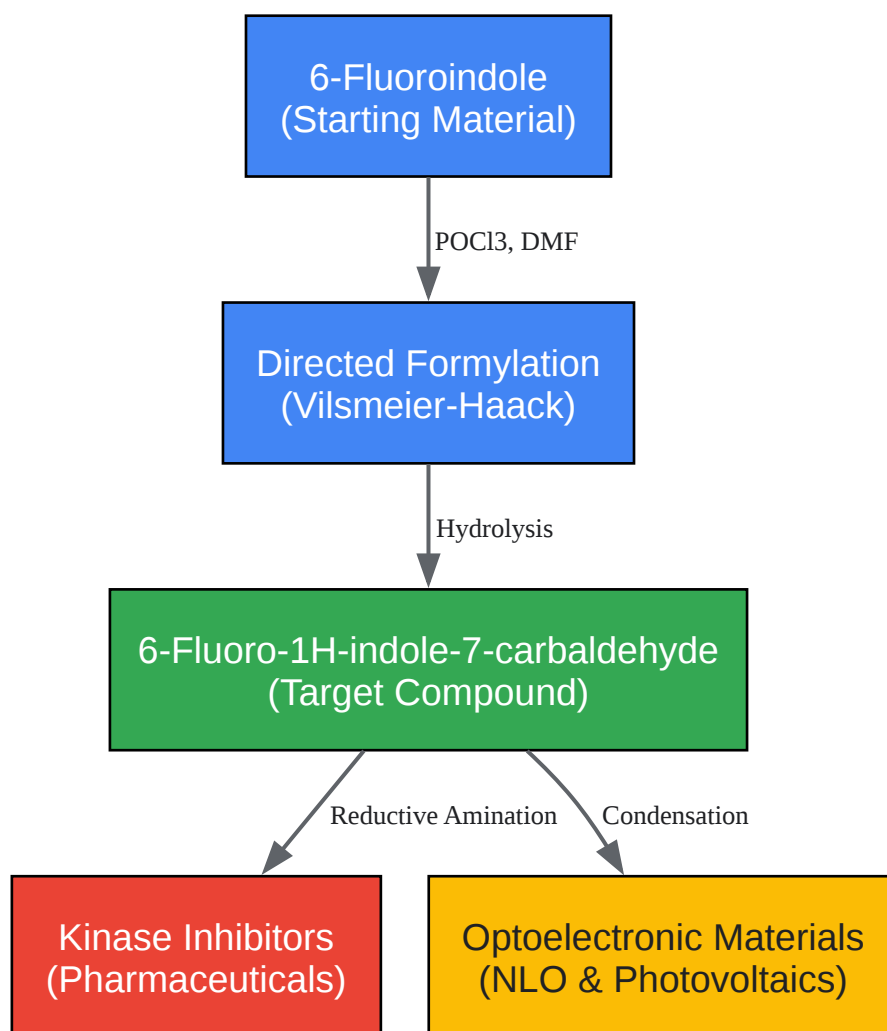 6-Fluoroindole
(Starting Material)
POCl3, DMF
Directed Formylation
(Vilsmeier-Haack)
Hydrolysis
6-Fluoro-1H-indole-7-carbaldehyde
(Target Compound)
Reductive Amination
Condensation
Kinase Inhibitors
(Pharmaceuticals)
Optoelectronic Materials
(NLO & Photovoltaics)